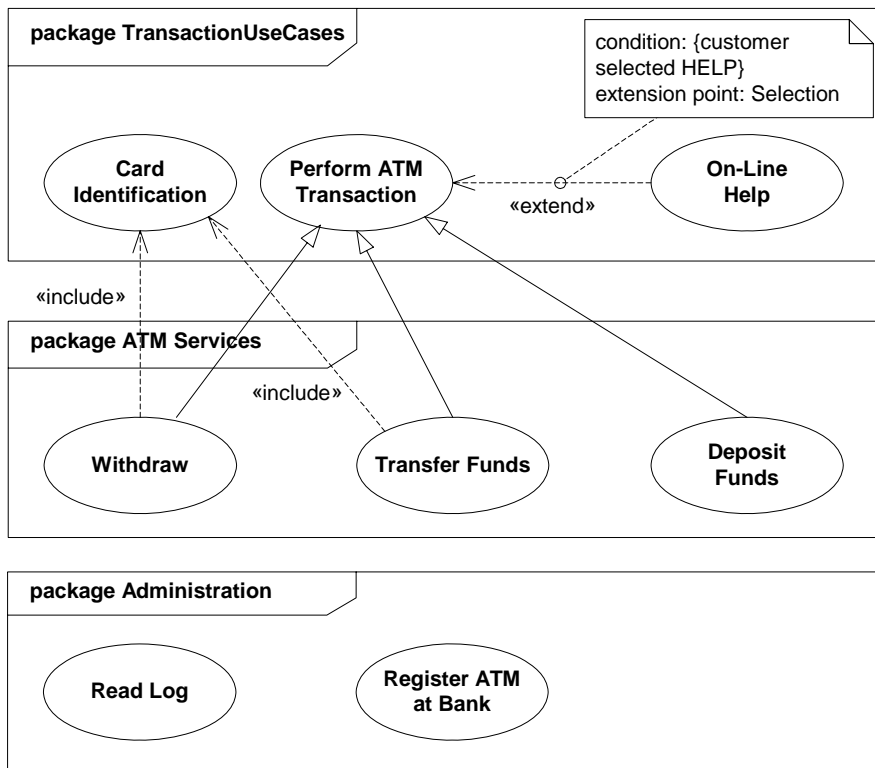 package TransactionUseCases
condition: {customer
selected HELP}
extension point: Selection
Card
Identification
Perform ATM
Transaction
On-Line
Help
«extend»
«include»
package ATM Services
«include»
Withdraw
Transfer Funds
Deposit
Funds
package Administration
Read Log
Register ATM
at Bank